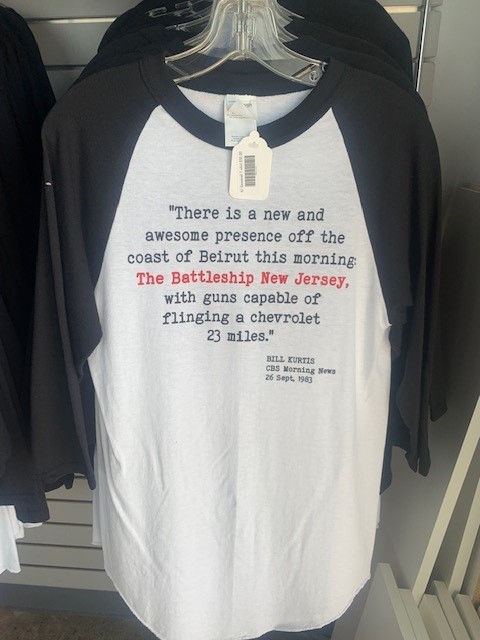 "There is a new and
awesome presence off the
coast of Beirut this morning:
The Battleship New Jersey,
with guns capable of
flinging a chevrolet
23 miles."
BILL KURTIS
CBS Morning News
26 Sept, 1983